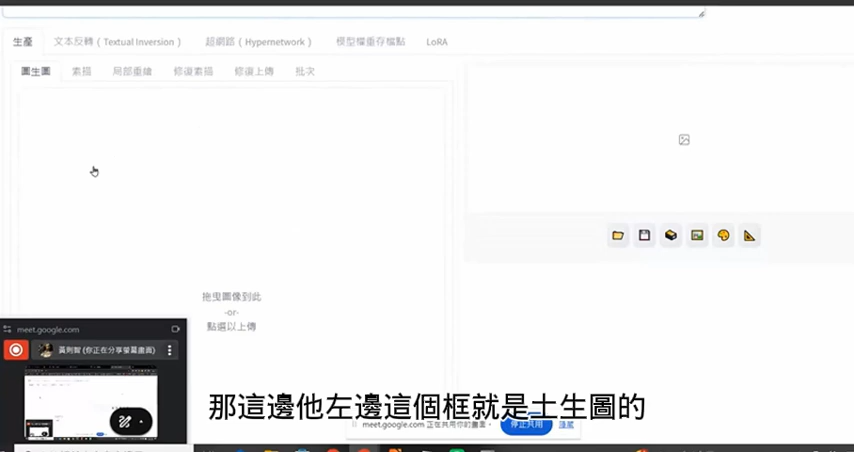 生產 文本反轉 ( Textual Inversion ) 超網路 ( Hypernetwork ) 模型權重存檔點 LoRA
圖生圖 素描 局部重繪 修復素描 修復上傳 批次
拖曳圖像到此
-or-
點選以上傳
meet.google.com
黃則智 (你正在分享螢幕畫面)
那這邊他左邊這個框就是土生圖的
meet.google.com 正在共用你的畫面。 停止共用 隱藏